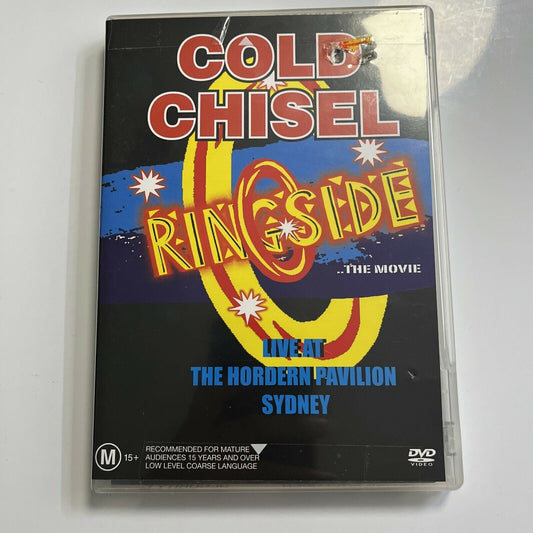 COLD
CHISEL
RINGSIDE
..THE MOVIE
LIVE AT
THE HORDERN PAVILION
SYDNEY
M 15+
RECOMMENDED FOR MATURE
AUDIENCES 15 YEARS AND OVER
LOW LEVEL COARSE LANGUAGE
DVD
VIDEO